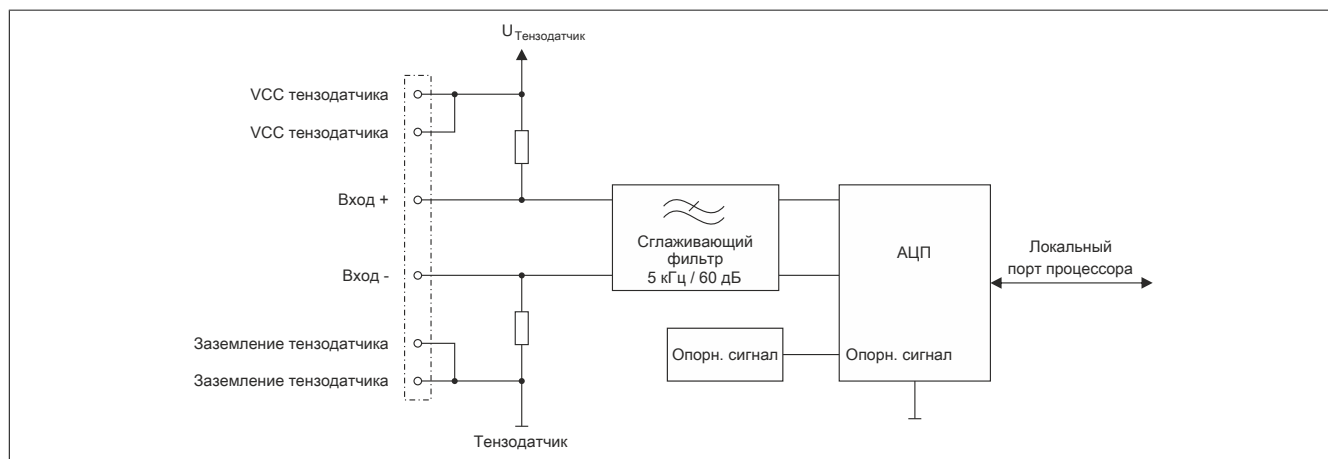 U Тензодатчик
VCC тензодатчика
VCC тензодатчика
Вход +
Сглаживающий
фильтр
5 кГц / 60 дБ
АЦП
Локальный
порт процессора
Вход -
Заземление тензодатчика
Опорн. сигнал
Опорн. сигнал
Заземление тензодатчика
Тензодатчик